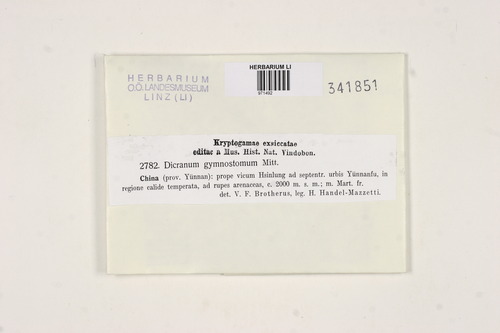 HERBARIUM
O.Ö. LANDESMUSEUM
LINZ (LI)
HERBARIUM LI
971492
341851
Kryptogamae exsiccatae
editae a Mus. Hist. Nat. Vindobon.
2782. Dicranum gymnostomum Mitt.
China (prov. Yünnan): prope vicum Hsinlung ad septentr. urbis Yünnanfu, in
regione calide temperata, ad rupes arenaceas, c. 2000 m. s. m.; m. Mart. fr.
det. V. F. Brotherus, leg. H. Handel-Mazzetti.